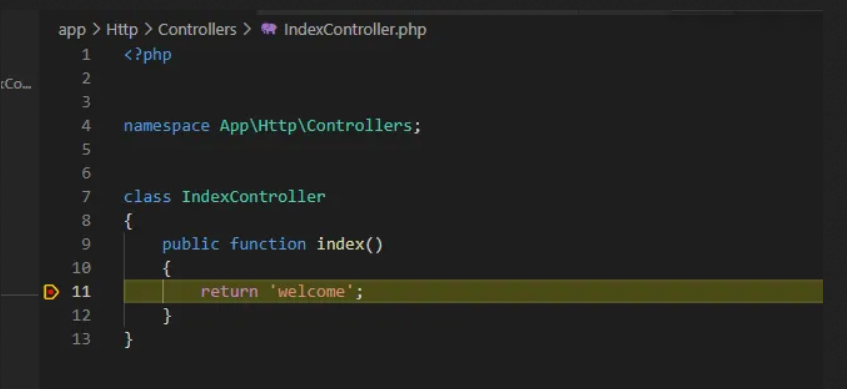 app > Http > Controllers > IndexController.php
xCo...
1 <?php
2
3
4 namespace App\Http\Controllers;
5
6
7 class IndexController
8 {
9     public function index()
10     {
11         return 'welcome';
12     }
13 }